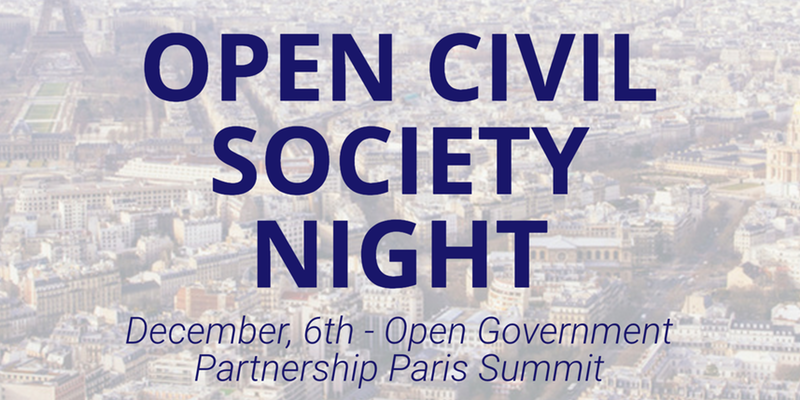 OPEN CIVIL
SOCIETY
NIGHT
December, 6th - Open Government
Partnership Paris Summit